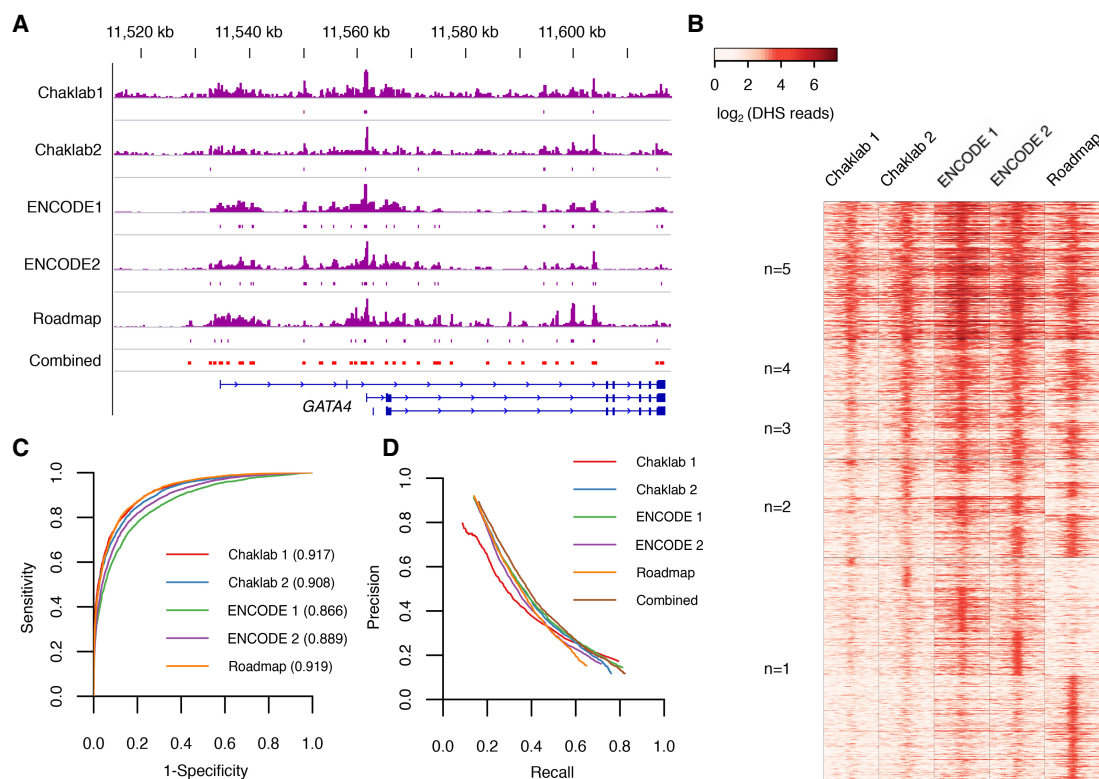 A
11,520 kb 11,540 kb 11,560 kb 11,580 kb 11,600 kb
Chaklab1
Chaklab2
ENCODE1
ENCODE2
Roadmap
Combined
GATA4
B
0 2 4 6
log2 (DHS reads)
Chaklab 1 Chaklab 2 ENCODE 1 ENCODE 2 Roadmap
n=5
n=4
n=3
n=2
n=1
C
Sensitivity
1.0
0.8
0.6
0.4
0.2
0.0
Chaklab 1 (0.917)
Chaklab 2 (0.908)
ENCODE 1 (0.866)
ENCODE 2 (0.889)
Roadmap (0.919)
0.0 0.2 0.4 0.6 0.8 1.0
1-Specificity
D
Precision
1.0
0.8
0.6
0.4
0.2
0.0
Chaklab 1
Chaklab 2
ENCODE 1
ENCODE 2
Roadmap
Combined
0.0 0.2 0.4 0.6 0.8 1.0
Recall